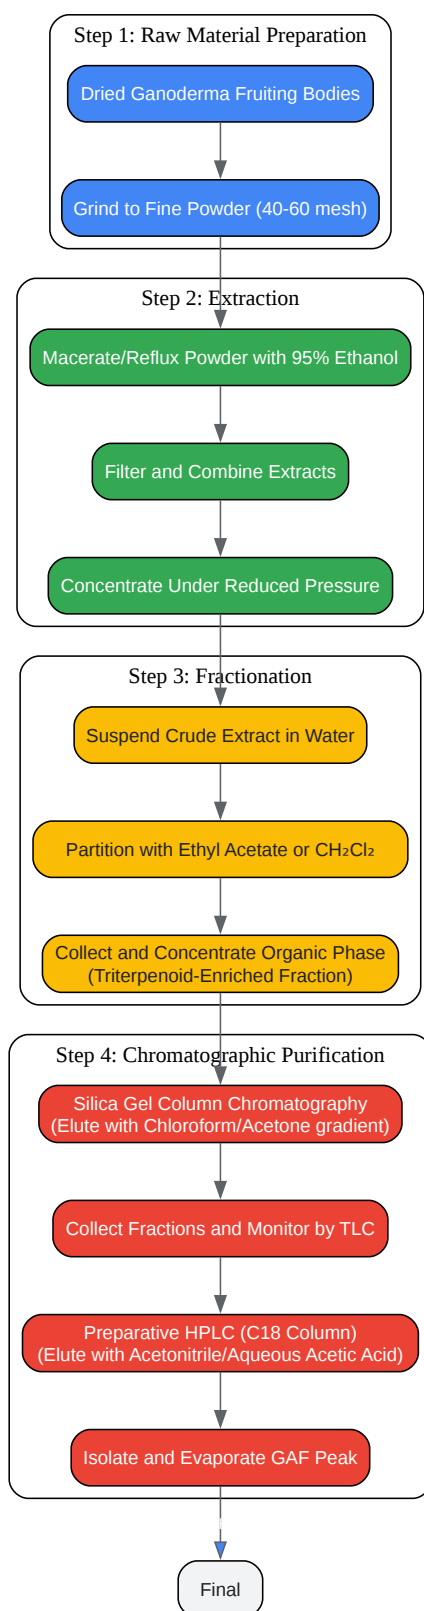 Step 1: Raw Material Preparation
Dried Ganoderma Fruiting Bodies
Grind to Fine Powder (40-60 mesh)
Step 2: Extraction
Macerate/Reflux Powder with 95% Ethanol
Filter and Combine Extracts
Concentrate Under Reduced Pressure
Step 3: Fractionation
Suspend Crude Extract in Water
Partition with Ethyl Acetate or CH₂Cl₂
Collect and Concentrate Organic Phase
(Triterpenoid-Enriched Fraction)
Step 4: Chromatographic Purification
Silica Gel Column Chromatography
(Elute with Chloroform/Acetone gradient)
Collect Fractions and Monitor by TLC
Preparative HPLC (C18 Column)
(Elute with Acetonitrile/Aqueous Acetic Acid)
Isolate and Evaporate GAF Peak
Final